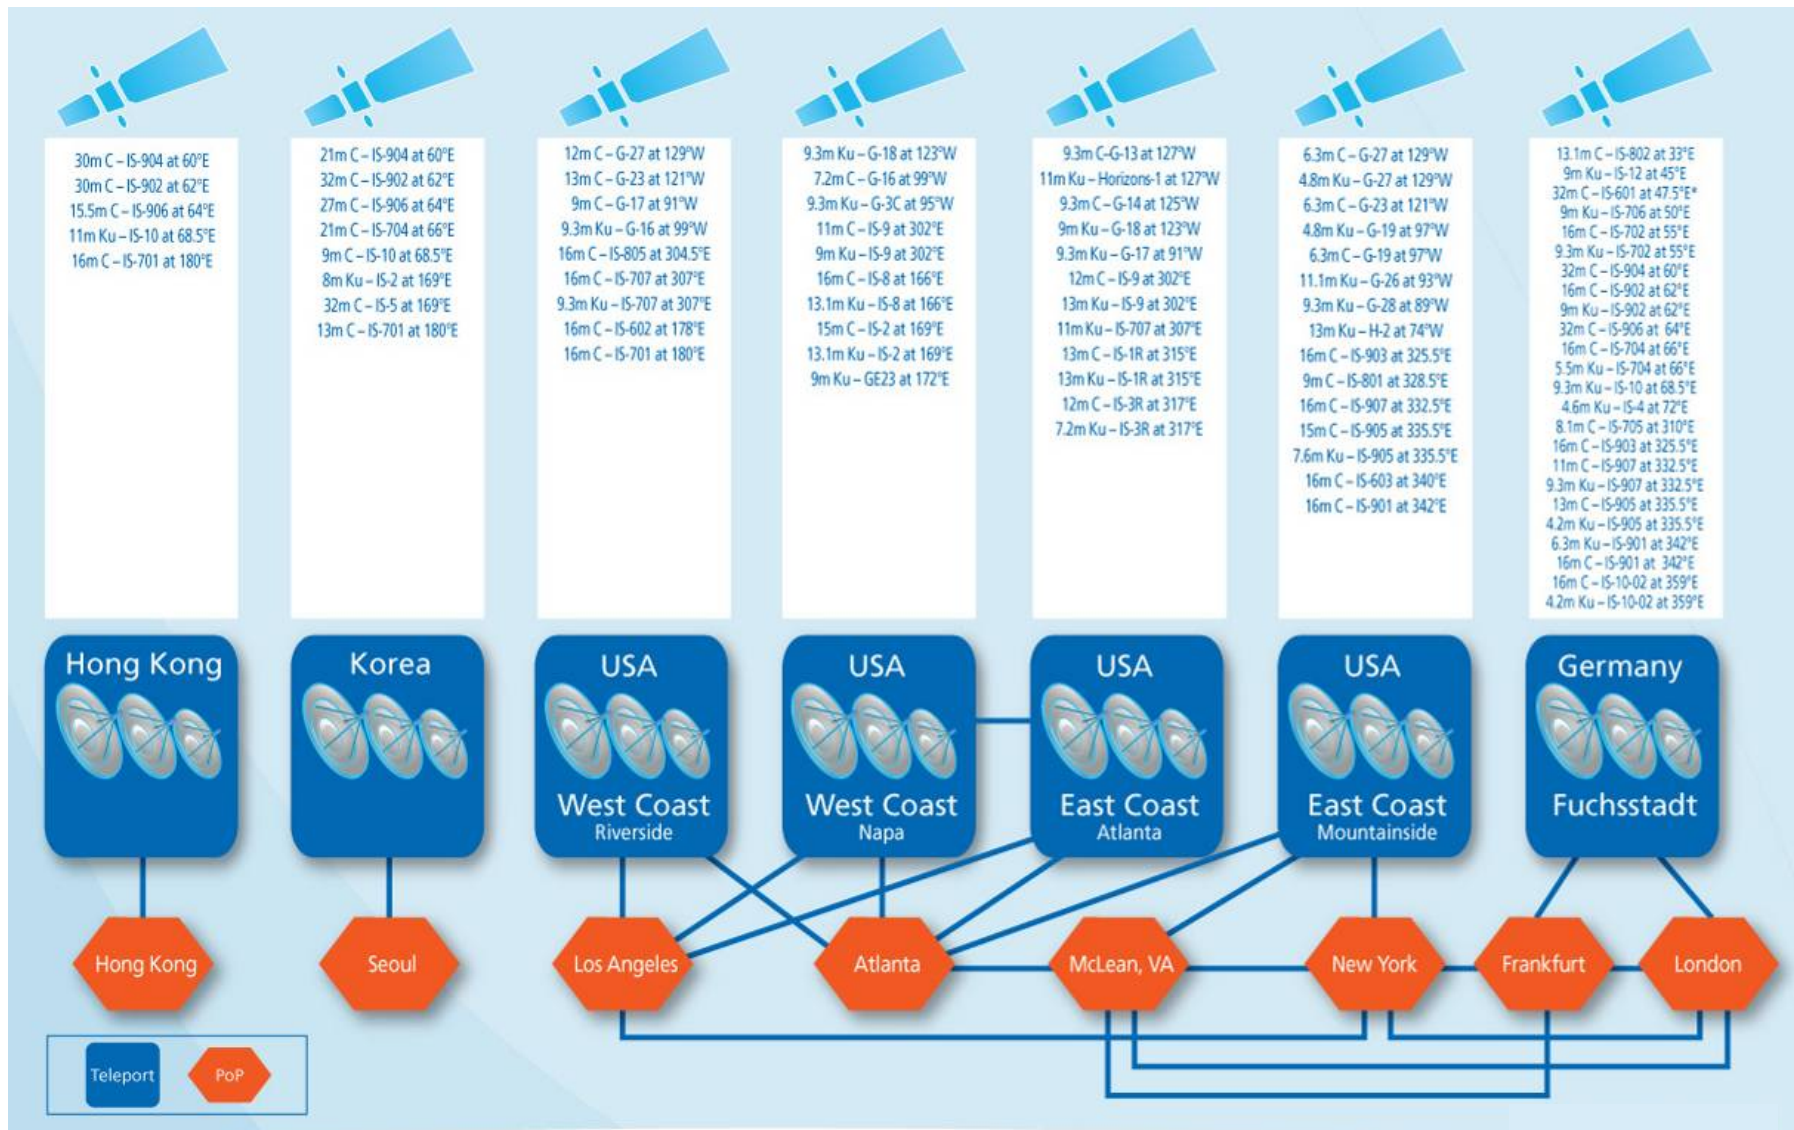 30m C – IS-904 at 60°E
30m C – IS-902 at 62°E
15.5m C – IS-906 at 64°E
11m Ku – IS-10 at 68.5°E
16m C – IS-701 at 180°E
21m C – IS-904 at 60°E
32m C – IS-902 at 62°E
27m C – IS-906 at 64°E
21m C – IS-704 at 66°E
9m C – IS-10 at 68.5°E
8m Ku – IS-2 at 169°E
32m C – IS-5 at 169°E
13m C – IS-701 at 180°E
12m C – G-27 at 129°W
13m C – G-23 at 121°W
9m C – G-17 at 91°W
9.3m Ku – G-16 at 99°W
16m C – IS-805 at 304.5°E
16m C – IS-707 at 307°E
9.3m Ku – IS-707 at 307°E
16m C – IS-602 at 178°E
16m C – IS-701 at 180°E
9.3m Ku – G-18 at 123°W
7.2m C – G-16 at 99°W
9.3m Ku – G-3C at 95°W
11m C – IS-9 at 302°E
9m Ku – IS-9 at 302°E
16m C – IS-8 at 166°E
13.1m Ku – IS-8 at 166°E
15m C – IS-2 at 169°E
13.1m Ku – IS-2 at 169°E
9m Ku – GE23 at 172°E
9.3m C-G-13 at 127°W
11m Ku – Horizons-1 at 127°W
9.3m C – G-14 at 125°W
9m Ku – G-18 at 123°W
9.3m Ku – G-17 at 91°W
12m C – IS-9 at 302°E
13m Ku – IS-9 at 302°E
11m Ku – IS-707 at 307°E
13m C – IS-1R at 315°E
13m Ku – IS-1R at 315°E
12m C – IS-3R at 317°E
7.2m Ku – IS-3R at 317°E
6.3m C – G-27 at 129°W
4.8m Ku – G-27 at 129°W
6.3m C – G-23 at 121°W
4.8m Ku – G-19 at 97°W
6.3m C – G-19 at 97°W
11.1m Ku – G-26 at 93°W
9.3m Ku – G-28 at 89°W
13m Ku – H-2 at 74°W
16m C – IS-903 at 325.5°E
9m C – IS-801 at 328.5°E
16m C – IS-907 at 332.5°E
15m C – IS-905 at 335.5°E
7.6m Ku – IS-905 at 335.5°E
16m C – IS-603 at 340°E
16m C – IS-901 at 342°E
13.1m C – IS-802 at 33°E
9m Ku – IS-12 at 45°E
32m C – IS-601 at 47.5°E*
9m Ku – IS-706 at 50°E
16m C – IS-702 at 55°E
9.3m Ku – IS-702 at 55°E
32m C – IS-904 at 60°E
16m C – IS-902 at 62°E
9m Ku – IS-902 at 62°E
32m C – IS-906 at 64°E
16m C – IS-704 at 66°E
5.5m Ku – IS-704 at 66°E
9.3m Ku – IS-10 at 68.5°E
4.6m Ku – IS-4 at 72°E
8.1m C – IS-705 at 310°E
16m C – IS-903 at 325.5°E
11m C – IS-907 at 332.5°E
9.3m Ku – IS-907 at 332.5°E
13m C – IS-905 at 335.5°E
4.2m Ku – IS-905 at 335.5°E
6.3m Ku – IS-901 at 342°E
16m C – IS-901 at 342°E
16m C – IS-10-02 at 359°E
4.2m Ku – IS-10-02 at 359°E
Hong Kong
Korea
USA
West Coast
Riverside
USA
West Coast
Napa
USA
East Coast
Atlanta
USA
East Coast
Mountainside
Germany
Fuchsstadt
Hong Kong
Seoul
Los Angeles
Atlanta
McLean, VA
New York
Frankfurt
London
Teleport
PoP